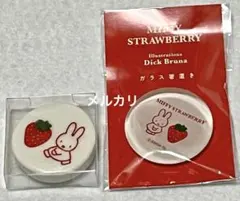 MIFFY
STRAWBERRY
Illustrations
Dick Bruna
ガラス箸置き
メルカリ
MIFFY STRAWBERRY